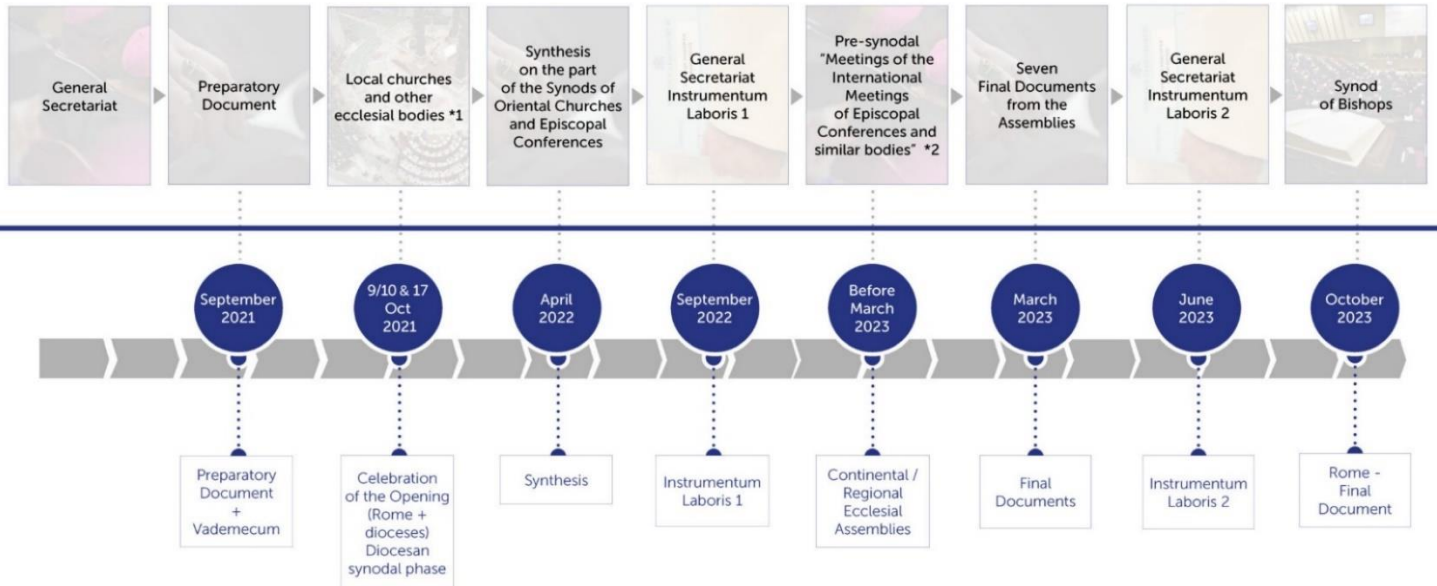 General
Secretariat
Preparatory
Document
Local churches
and other
ecclesial bodies *1
Synthesis
on the part
of the Synods of
Oriental Churches
and Episcopal
Conferences
General
Secretariat
Instrumentum
Laboris 1
Pre-synodal
"Meetings of the
International
Meetings
of Episcopal
Conferences and
similar bodies" *2
Seven
Final Documents
from the
Assemblies
General
Secretariat
Instrumentum
Laboris 2
Synod
of Bishops
September
2021
9/10 & 17
Oct
2021
April
2022
September
2022
Before
March
2023
March
2023
June
2023
October
2023
Preparatory
Document
+
Vademecum
Celebration
of the Opening
(Rome +
dioceses)
Diocesan
synodal phase
Synthesis
Instrumentum
Laboris 1
Continental /
Regional
Ecclesial
Assemblies
Final
Documents
Instrumentum
Laboris 2
Rome -
Final
Document